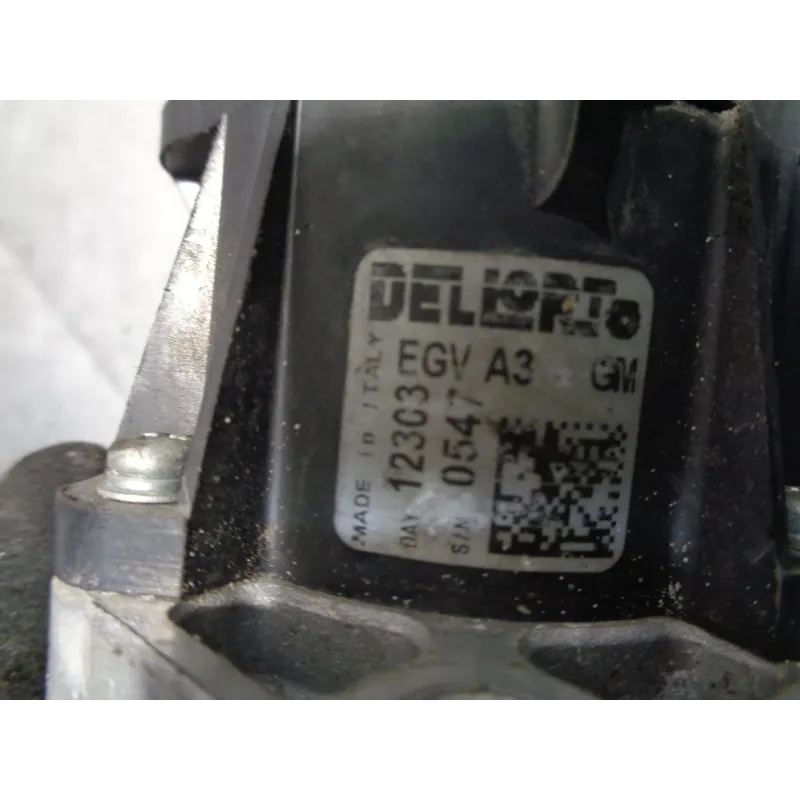 DELLORTO
EGV A3 GM
MADE in ITALY
DAY 12303
S/N 0547